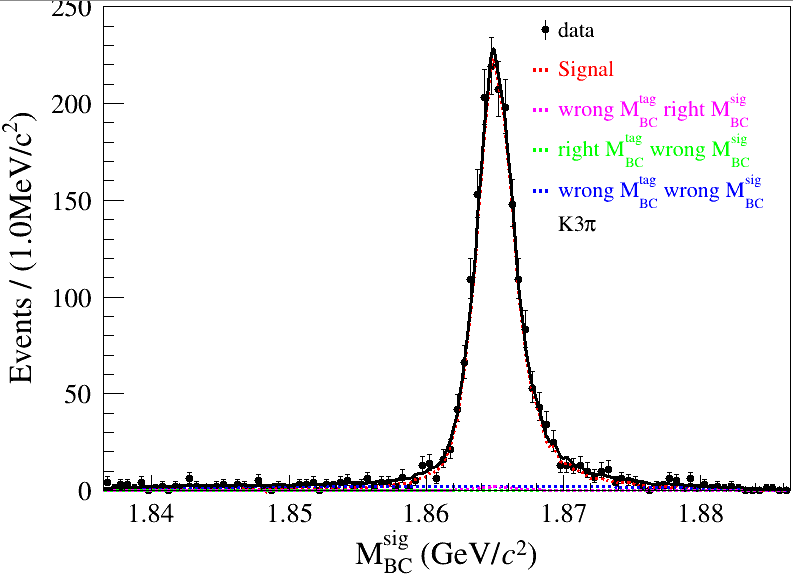 250
200
150
100
50
0
Events / (1.0MeV/c²)
data
Signal
wrong M_BC^tag right M_BC^sig
right M_BC^tag wrong M_BC^sig
wrong M_BC^tag wrong M_BC^sig
K3π
1.84 1.85 1.86 1.87 1.88
M_BC^sig (GeV/c²)